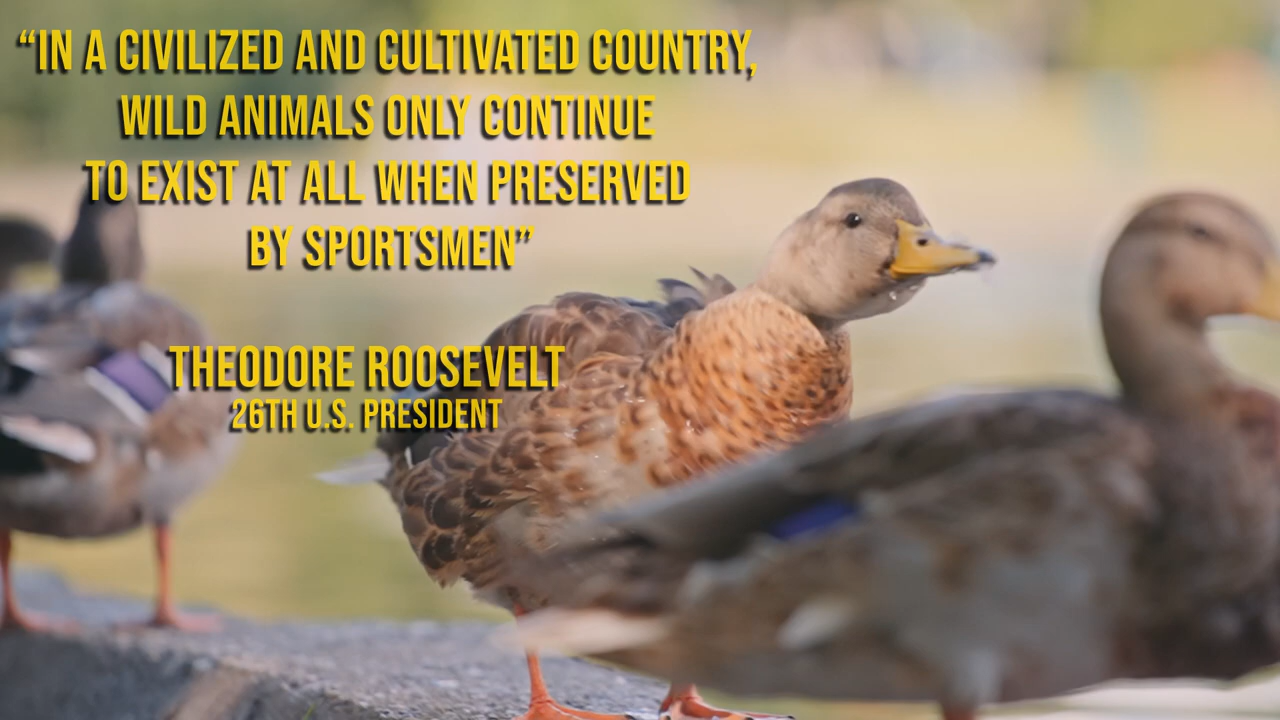 “IN A CIVILIZED AND CULTIVATED COUNTRY,
WILD ANIMALS ONLY CONTINUE
TO EXIST AT ALL WHEN PRESERVED
BY SPORTSMEN”
THEODORE ROOSEVELT
26TH U.S. PRESIDENT